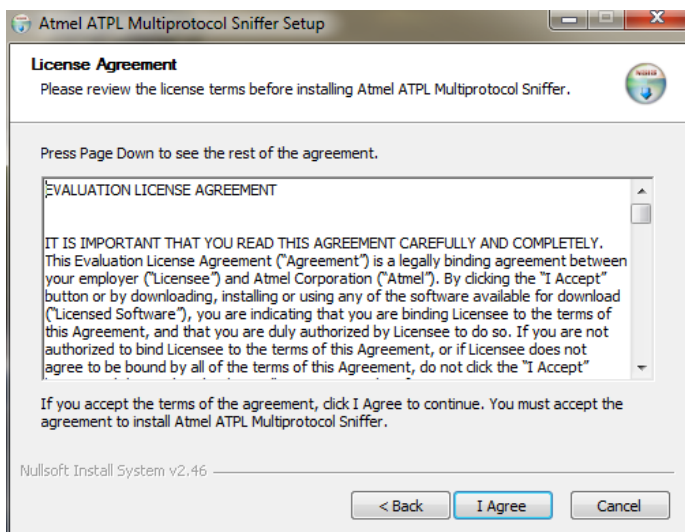 Atmel ATPL Multiprotocol Sniffer Setup
License Agreement
Please review the license terms before installing Atmel ATPL Multiprotocol Sniffer.
Press Page Down to see the rest of the agreement.
EVALUATION LICENSE AGREEMENT
IT IS IMPORTANT THAT YOU READ THIS AGREEMENT CAREFULLY AND COMPLETELY.
This Evaluation License Agreement (“Agreement”) is a legally binding agreement between
your employer (“Licensee”) and Atmel Corporation (“Atmel”). By clicking the “I Accept”
button or by downloading, installing or using any of the software available for download
(“Licensed Software”), you are indicating that you are binding Licensee to the terms of
this Agreement, and that you are duly authorized by Licensee to do so. If you are not
authorized to bind Licensee to the terms of this Agreement, or if Licensee does not
agree to be bound by all of the terms of this Agreement, do not click the “I Accept”
If you accept the terms of the agreement, click I Agree to continue. You must accept the
agreement to install Atmel ATPL Multiprotocol Sniffer.
Nullsoft Install System v2.46
< Back
I Agree
Cancel